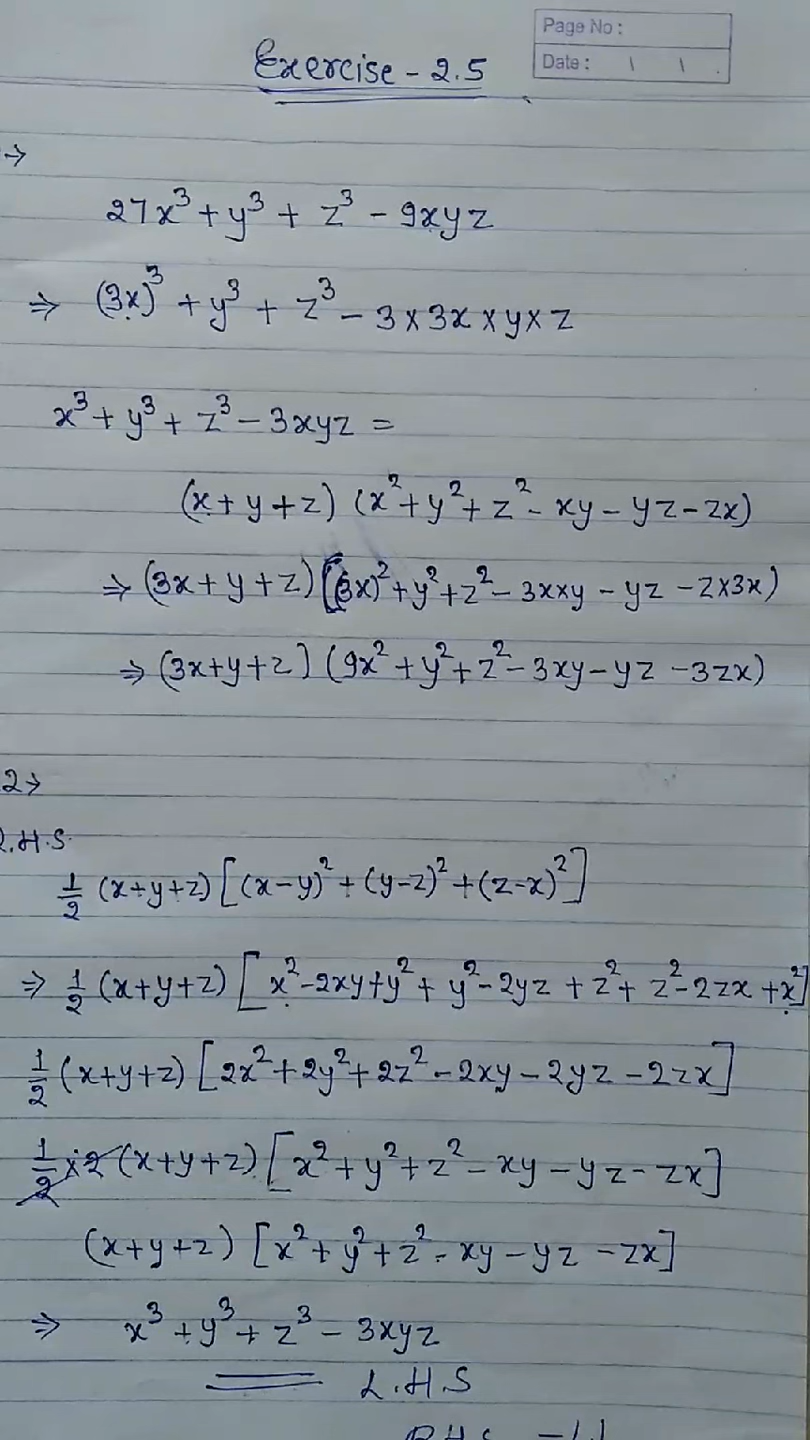 Page No :
Exercise - 2.5
Date :
→
27x³ + y³ + z³ - 9xyz
⇒ (3x)³ + y³ + z³ - 3 × 3x × y × z
x³ + y³ + z³ - 3xyz =
(x + y + z) (x² + y² + z² - xy - yz - zx)
⇒ (3x + y + z) [(3x)² + y² + z² - 3x×y - yz - z×3x)
⇒ (3x + y + z) (9x² + y² + z² - 3xy - yz - 3zx)
2→
R.H.S.
1/2 (x + y + z) [(x - y)² + (y - z)² + (z - x)²]
⇒ 1/2 (x + y + z) [x² - 2xy + y² + y² - 2yz + z² + z² - 2zx + x²]
1/2 (x + y + z) [2x² + 2y² + 2z² - 2xy - 2yz - 2zx]
1/2 × 2 (x + y + z) [x² + y² + z² - xy - yz - zx]
(x + y + z) [x² + y² + z² - xy - yz - zx]
⇒ x³ + y³ + z³ - 3xyz
L.H.S